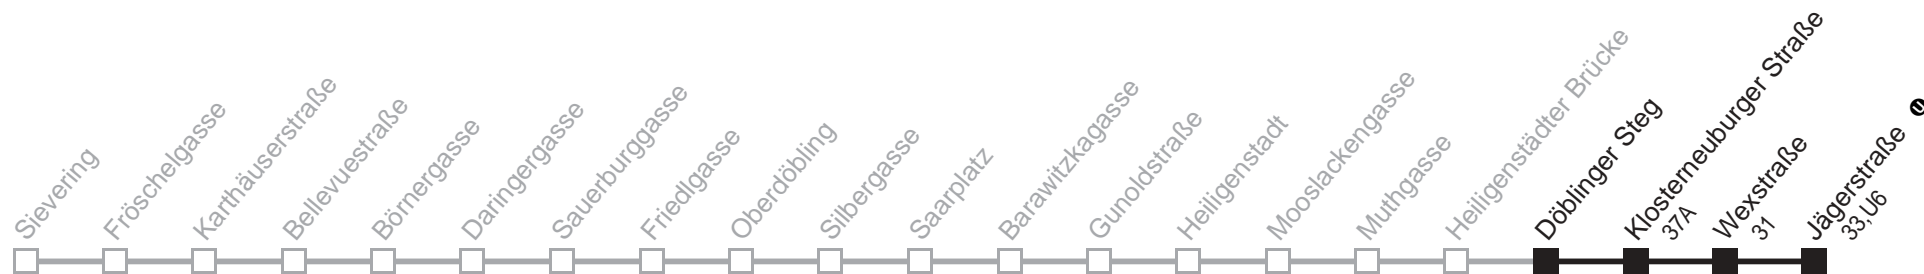 Sievering
Fröschelgasse
Karthäuserstraße
Bellevuestraße
Börnergasse
Daringergasse
Sauerburggasse
Friedlgasse
Oberdöbling
Silbergasse
Saarplatz
Barawitzkagasse
Gunoldstraße
Heiligenstadt
Mooslackengasse
Muthgasse
Heiligenstädter Brücke
Döblinger Steg
Klosterneuburger Straße
37A
Wexstraße
31
Jägerstraße U
33,U6